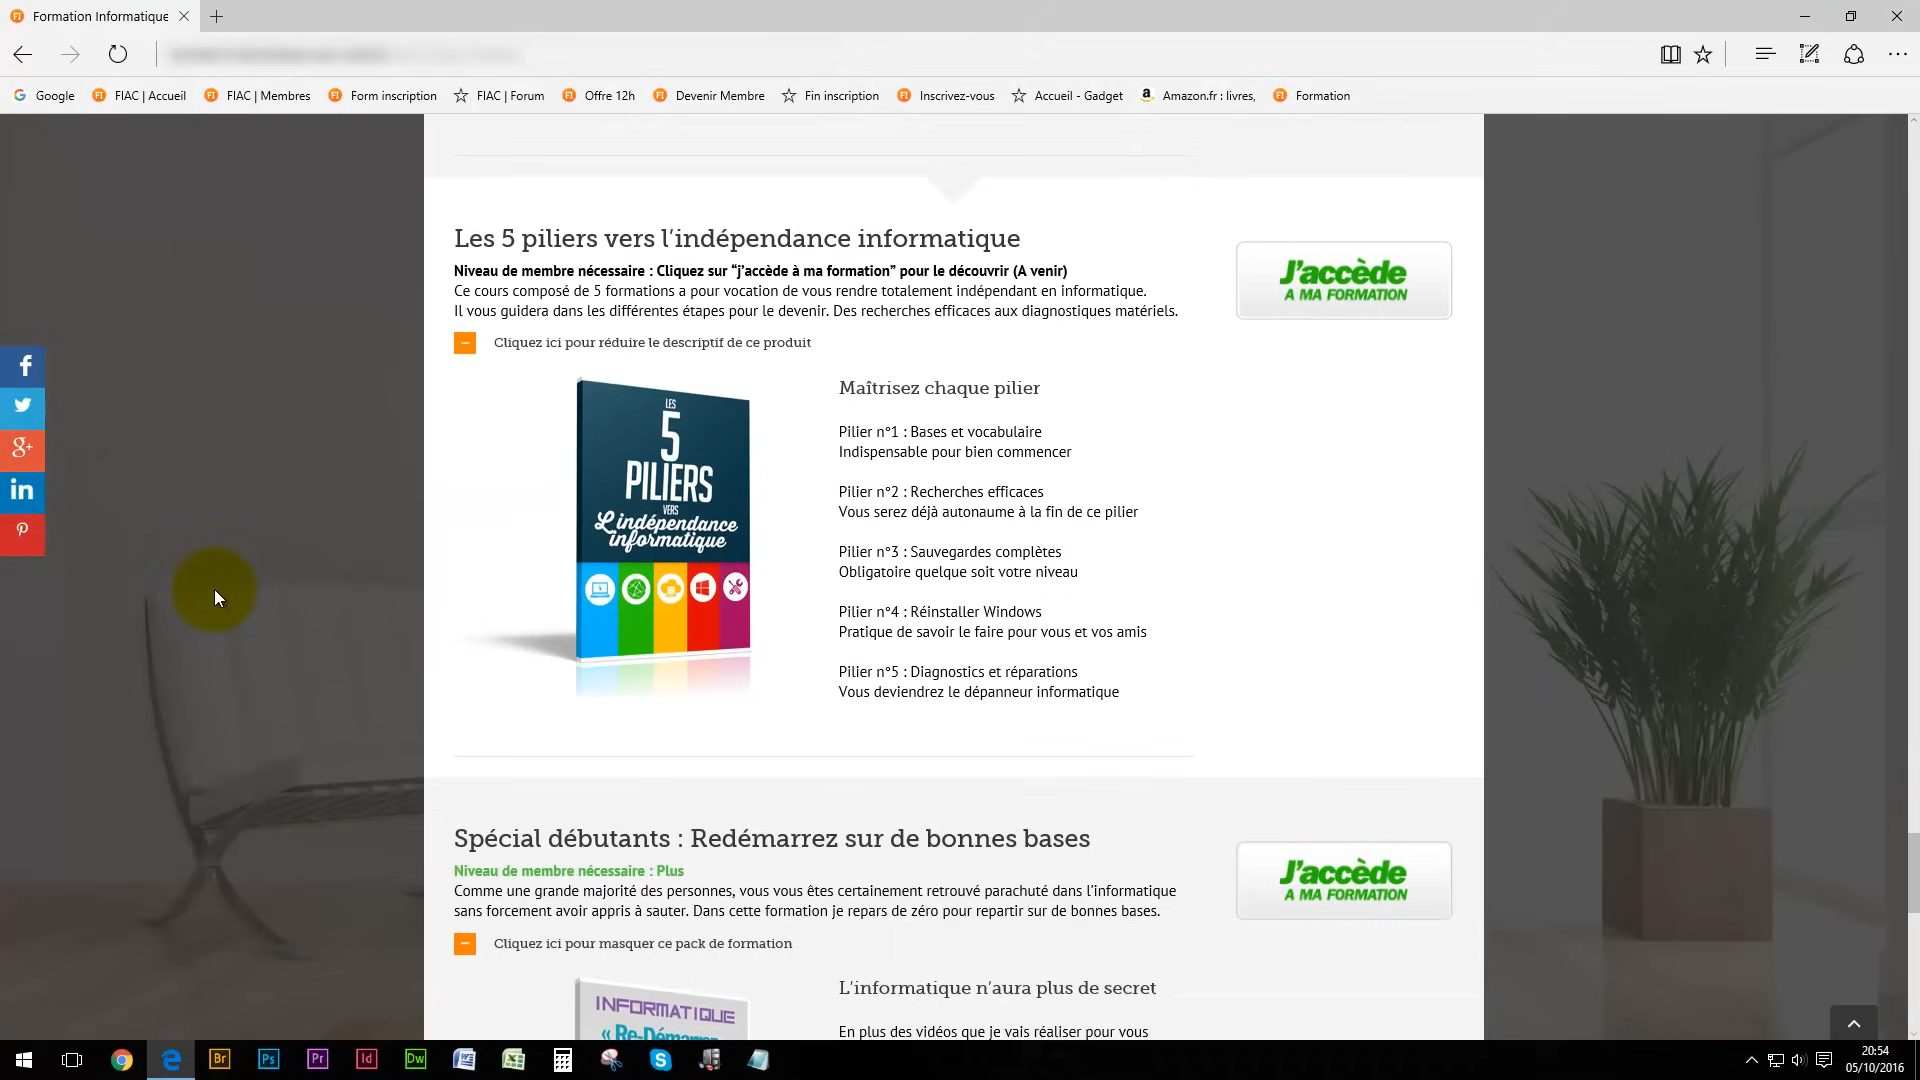 Formation Informatique
Google
FIAC | Accueil
FIAC | Membres
Form inscription
FIAC | Forum
Offre 12h
Devenir Membre
Fin inscription
Inscrivez-vous
Accueil - Gadget
Amazon.fr : livres,
Formation
Les 5 piliers vers l’indépendance informatique
Niveau de membre nécessaire : Cliquez sur “j’accède à ma formation” pour le découvrir (A venir)
Ce cours composé de 5 formations a pour vocation de vous rendre totalement indépendant en informatique.
Il vous guidera dans les différentes étapes pour le devenir. Des recherches efficaces aux diagnostiques matériels.
J'accède
A MA FORMATION
Cliquez ici pour réduire le descriptif de ce produit
LES
5
PILIERS
VERS
L'indépendance
informatique
Maîtrisez chaque pilier
Pilier n°1 : Bases et vocabulaire
Indispensable pour bien commencer
Pilier n°2 : Recherches efficaces
Vous serez déjà autonaume à la fin de ce pilier
Pilier n°3 : Sauvegardes complètes
Obligatoire quelque soit votre niveau
Pilier n°4 : Réinstaller Windows
Pratique de savoir le faire pour vous et vos amis
Pilier n°5 : Diagnostics et réparations
Vous deviendrez le dépanneur informatique
Spécial débutants : Redémarrez sur de bonnes bases
Niveau de membre nécessaire : Plus
Comme une grande majorité des personnes, vous vous êtes certainement retrouvé parachuté dans l’informatique
sans forcement avoir appris à sauter. Dans cette formation je repars de zéro pour repartir sur de bonnes bases.
J'accède
A MA FORMATION
Cliquez ici pour masquer ce pack de formation
INFORMATIQUE
« Re-Démarrez
L’informatique n’aura plus de secret
En plus des vidéos que je vais réaliser pour vous
Br
Ps
Pr
Id
Dw
20:54
05/10/2016